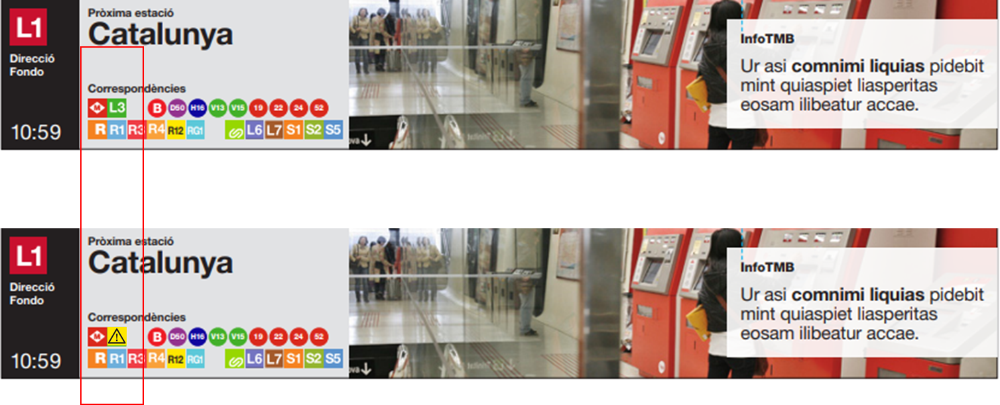 L1
Direcció
Fondo
10:59
Pròxima estació
Catalunya
Correspondències
M L3 B D50 H16 V13 V15 19 22 24 52
R R1 R3 R4 R12 RG1 L6 L7 S1 S2 S5
InfoTMB
Ur asi comnimi liquias pidebit
mint quiaspiet liasperitas
eosam ilibeatur accae.
L1
Direcció
Fondo
10:59
Pròxima estació
Catalunya
Correspondències
M ! B D50 H16 V13 V15 19 22 24 52
R R1 R3 R4 R12 RG1 L6 L7 S1 S2 S5
InfoTMB
Ur asi comnimi liquias pidebit
mint quiaspiet liasperitas
eosam ilibeatur accae.